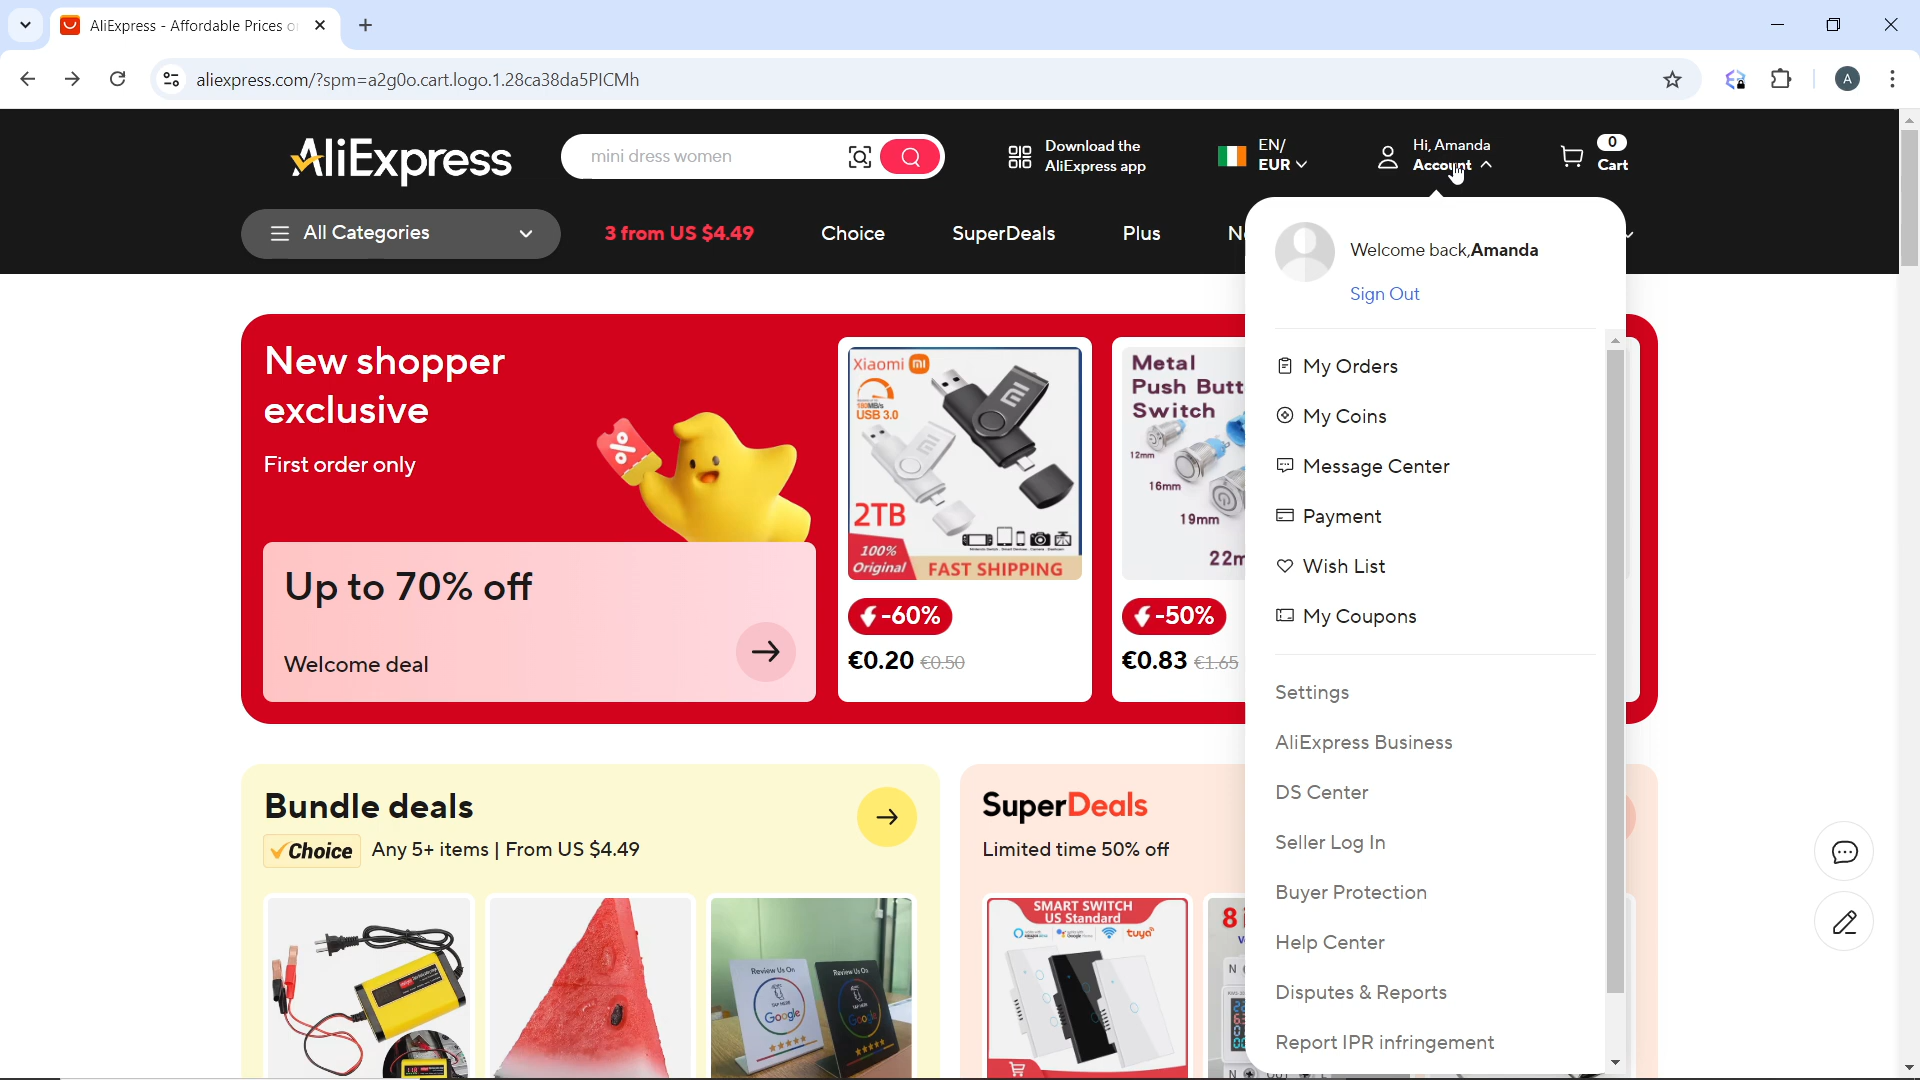 AliExpress - Affordable Prices o
aliexpress.com/?spm=a2g0o.cart.logo.1.28ca38da5PICMh
A
AliExpress
mini dress women
Download the
AliExpress app
EN/
EUR
Hi, Amanda
Account
0
Cart
All Categories
3 from US $4.49
Choice
SuperDeals
Plus
Welcome back,Amanda
Sign Out
My Orders
My Coins
Message Center
Payment
Wish List
My Coupons
Settings
AliExpress Business
DS Center
Seller Log In
Buyer Protection
Help Center
Disputes & Reports
Report IPR infringement
New shopper
exclusive
First order only
Up to 70% off
Welcome deal
Xiaomi
USB 3.0
2TB
100%
Original
FAST SHIPPING
-60%
€0.20 €0.50
Metal
Push Butt
Switch
12mm
16mm
19mm
22m
-50%
€0.83 €1.65
Bundle deals
Choice Any 5+ items | From US $4.49
Review Us On
Google
Review Us On
Google
SuperDeals
Limited time 50% off
SMART SWITCH
US Standard
tuya
8 i